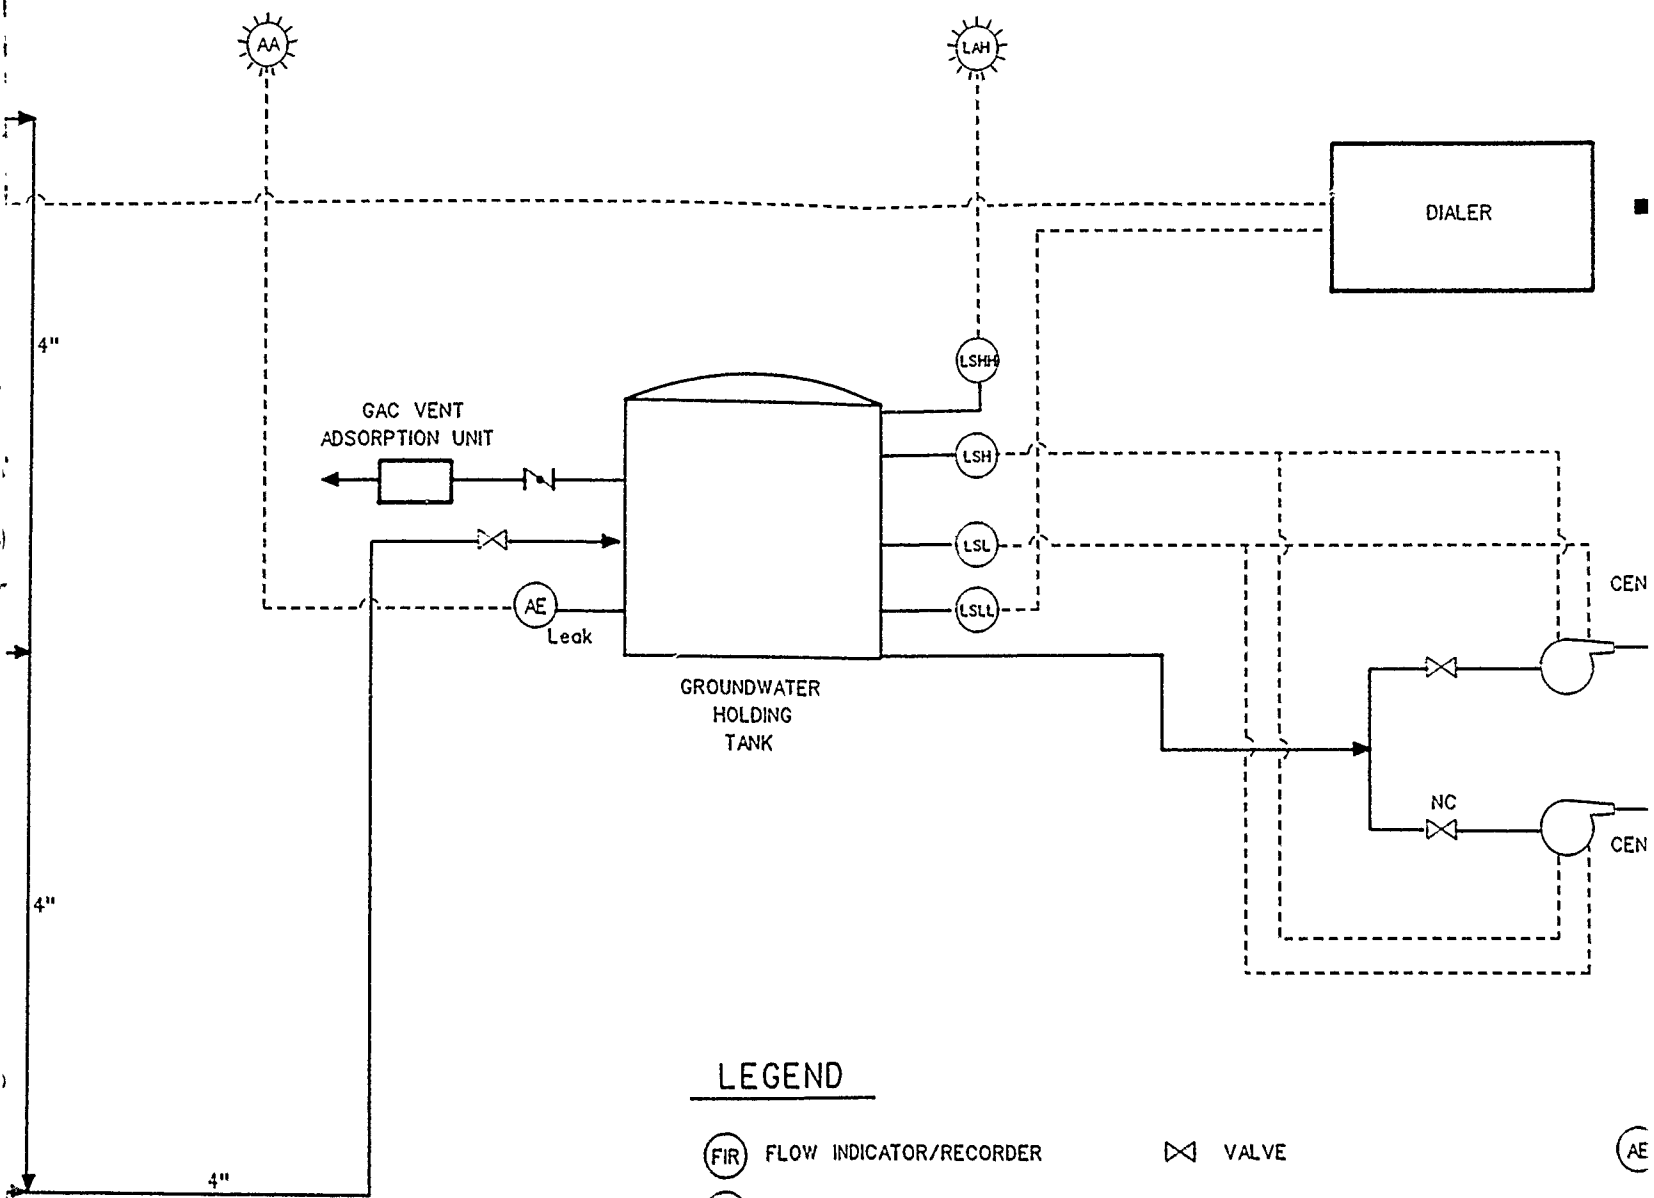 AA
LAH
DIALER
4"
LSHH
GAC VENT
ADSORPTION UNIT
LSH
LSL
CEN
AE
Leak
LSLL
GROUNDWATER
HOLDING
TANK
NC
CEN
4"
LEGEND
FIR FLOW INDICATOR/RECORDER
VALVE
AE
4"